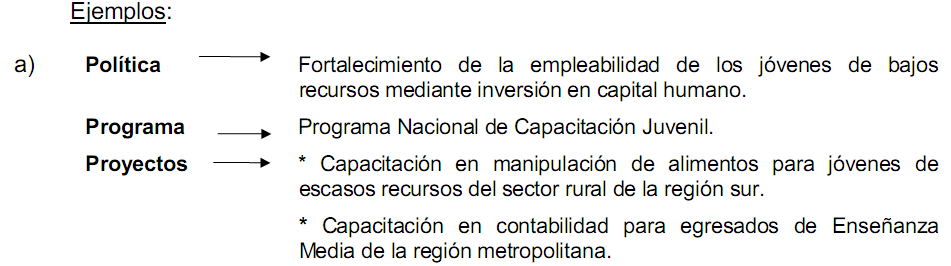 Ejemplos:
a) Política Fortalecimiento de la empleabilidad de los jóvenes de bajos
recursos mediante inversión en capital humano.
Programa Programa Nacional de Capacitación Juvenil.
Proyectos * Capacitación en manipulación de alimentos para jóvenes de
escasos recursos del sector rural de la región sur.
* Capacitación en contabilidad para egresados de Enseñanza
Media de la región metropolitana.